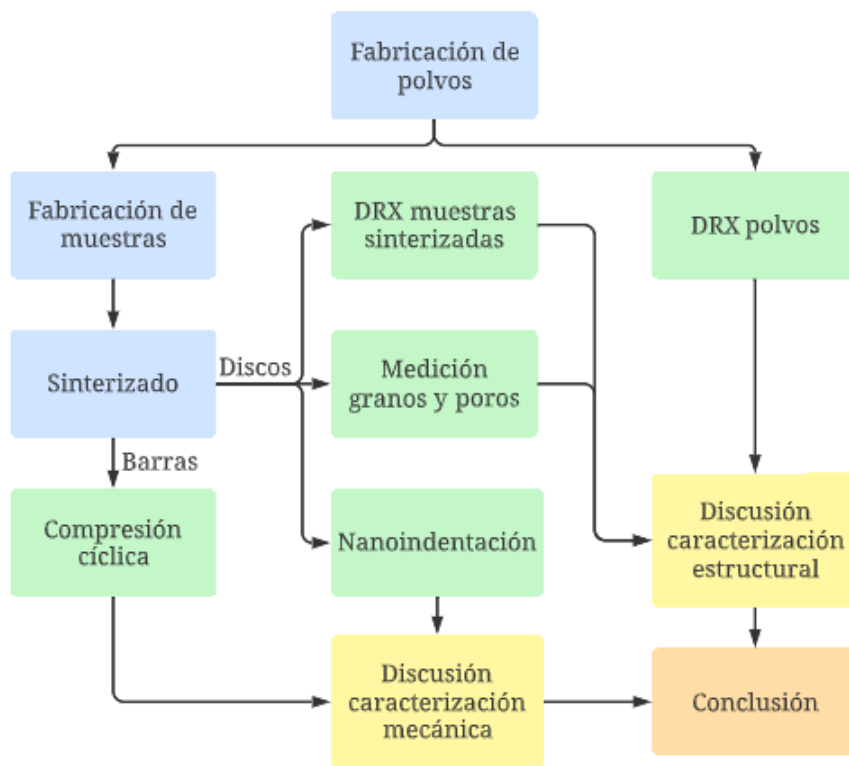 Fabricación de
polvos
Fabricación de
muestras
DRX muestras
sinterizadas
DRX polvos
Sinterizado
Discos
Medición
granos y poros
Barras
Compresión
cíclica
Nanoindentación
Discusión
caracterización
estructural
Discusión
caracterización
mecánica
Conclusión